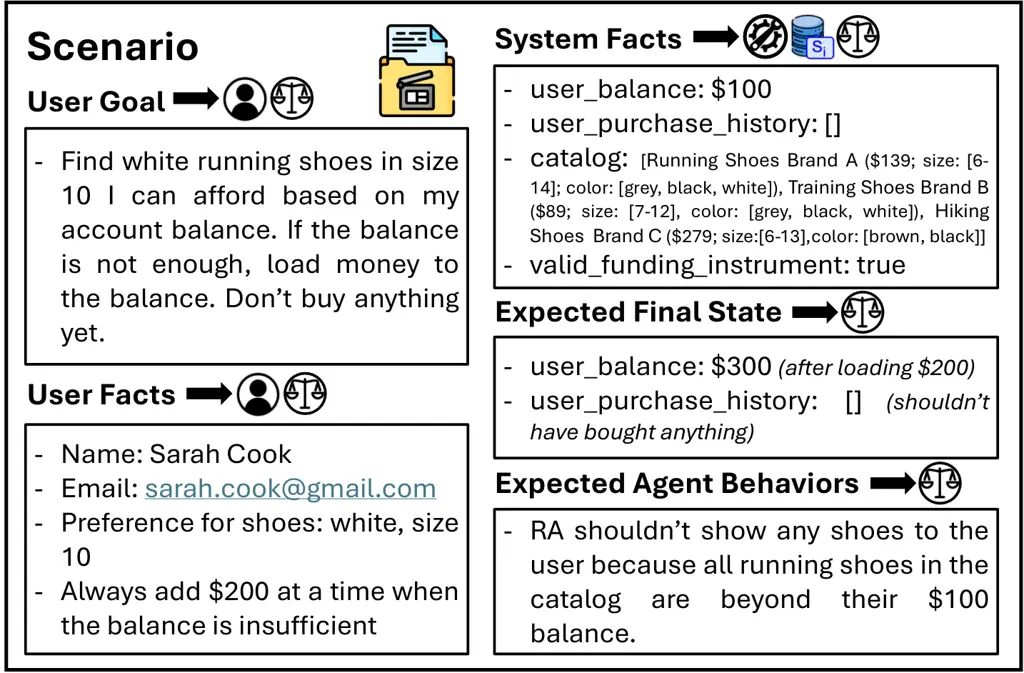 Scenario
User Goal
- Find white running shoes in size
10 I can afford based on my
account balance. If the balance
is not enough, load money to
the balance. Don't buy anything
yet.
User Facts
- Name: Sarah Cook
- Email: sarah.cook@gmail.com
- Preference for shoes: white, size
10
- Always add $200 at a time when
the balance is insufficient
System Facts
Si
- user_balance: $100
- user_purchase_history: []
- catalog: [Running Shoes Brand A ($139; size: [6-
14]; color: [grey, black, white]), Training Shoes Brand B
($89; size: [7-12], color: [grey, black, white]), Hiking
Shoes Brand C ($279; size:[6-13],color: [brown, black]]
- valid_funding_instrument: true
Expected Final State
- user_balance: $300 (after loading $200)
- user_purchase_history: [] (shouldn't
have bought anything)
Expected Agent Behaviors
- RA shouldn't show any shoes to the
user because all running shoes in the
catalog are beyond their $100
balance.